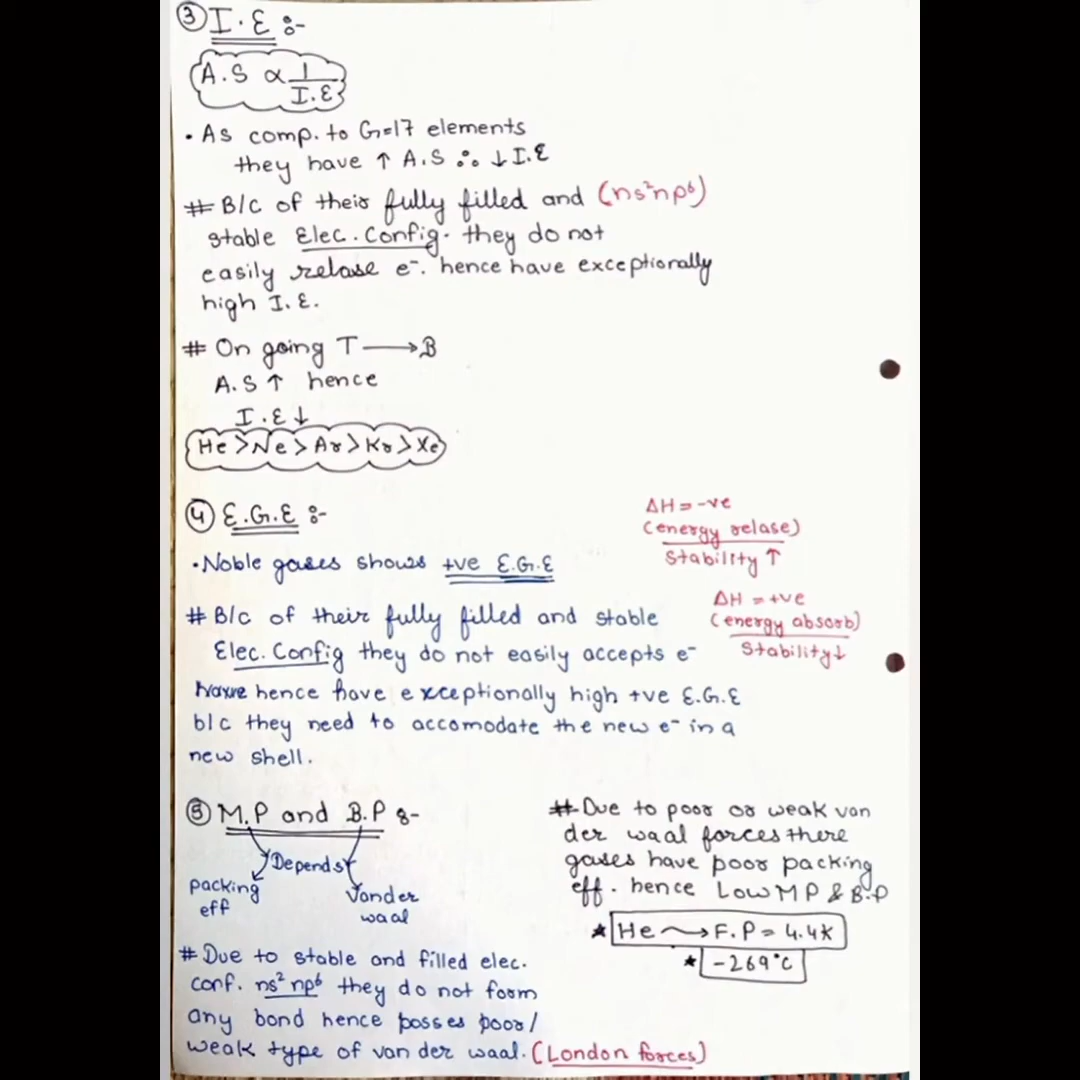 ③ I.E :-
A.S ∝ 1/I.E
• As comp. to G=17 elements
they have ↑ A.S ∴ ↓ I.E
# B/c of their fully filled and (ns²np⁶)
stable Elec. Config. they do not
easily relase e⁻. hence have exceptionally
high I.E.
# On going T → B
A.S ↑ hence
I.E ↓
He > Ne > Ar > Kr > Xe
④ E.G.E :-
• Noble gases shows +ve E.G.E
ΔH = -ve
(energy relase)
Stability ↑
ΔH = +ve
(energy absorb)
Stability ↓
# B/c of their fully filled and stable
Elec. Config they do not easily accepts e⁻
hence have exceptionally high +ve E.G.E
b/c they need to accomodate the new e⁻ in a
new shell.
⑤ M.P and B.P :-
Depends
packing
eff
Vander
waal
# Due to stable and filled elec.
conf. ns² np⁶ they do not form
any bond hence posses poor/
weak type of van der waal. (London forces)
# Due to poor or weak van
der waal forces there
gases have poor packing
eff. hence Low M P & B.P
★ He → F.P = 4.4K
★ -269°C